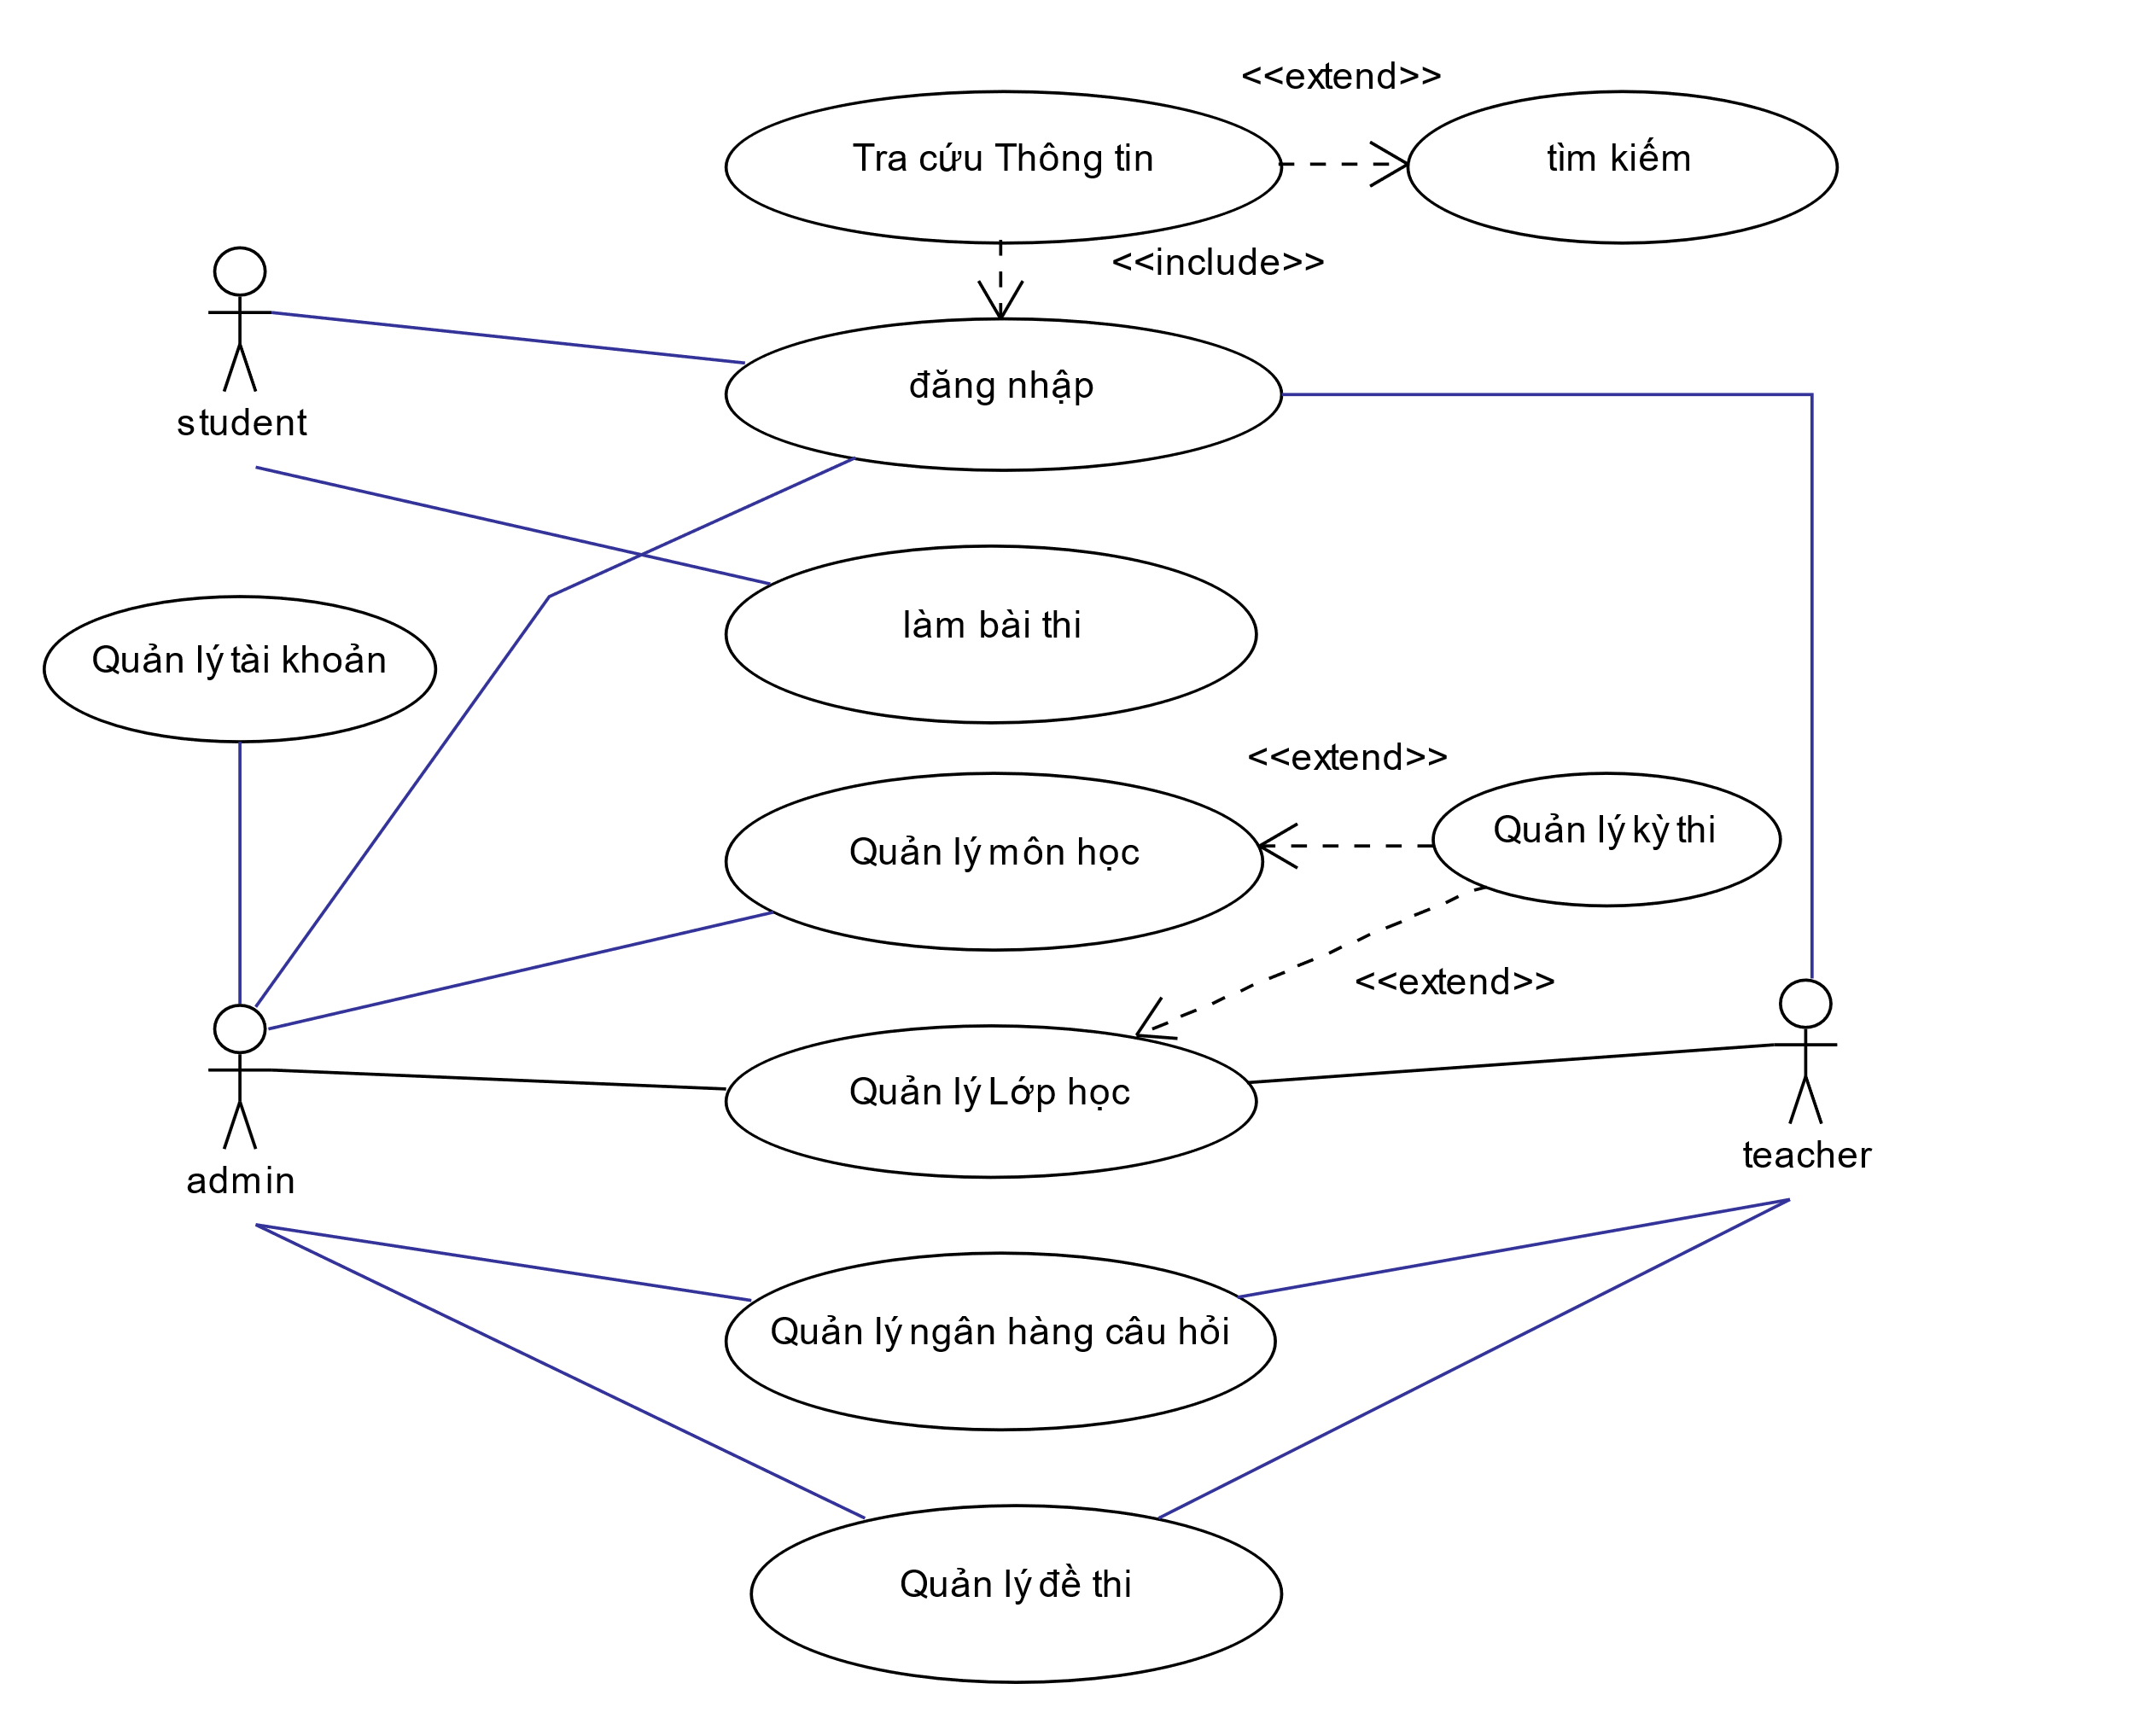 <<extend>>
Tra cứu Thông tin
tìm kiếm
<<include>>
đăng nhập
student
làm bài thi
Quản lý tài khoản
<<extend>>
Quản lý môn học
Quản lý kỳ thi
<<extend>>
Quản lý Lớp học
teacher
admin
Quản lý ngân hàng câu hỏi
Quản lý đề thi